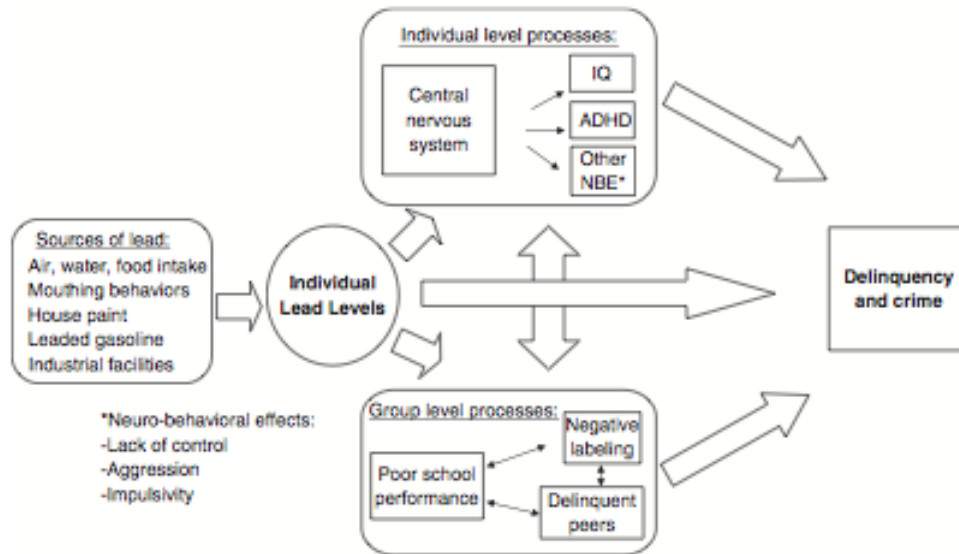 Individual level processes:
Central
nervous
system
IQ
ADHD
Other
NBE*
Sources of lead:
Air, water, food intake
Mouthing behaviors
House paint
Leaded gasoline
Industrial facilities
Individual
Lead Levels
Delinquency
and crime
*Neuro-behavioral effects:
-Lack of control
-Aggression
-Impulsivity
Group level processes:
Poor school
performance
Negative
labeling
Delinquent
peers